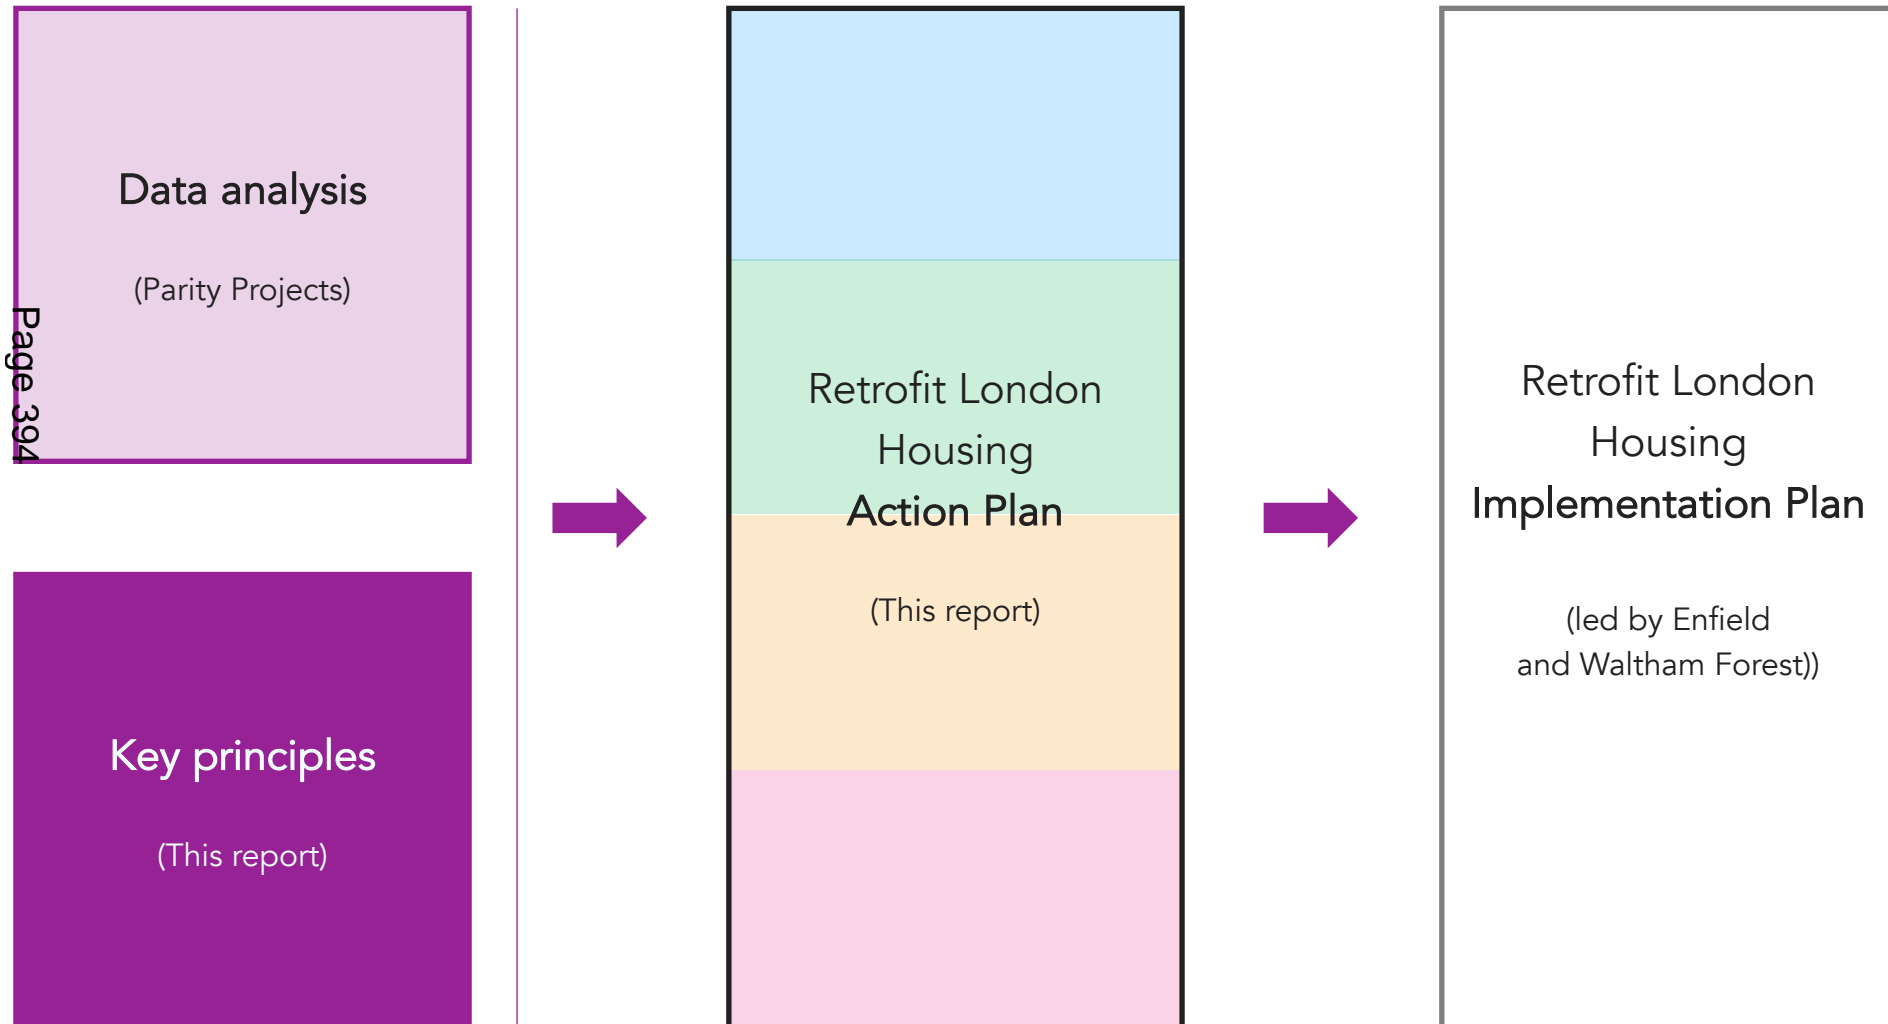 Data analysis
(Parity Projects)
Page 394
Key principles
(This report)
Retrofit London
Housing
Action Plan
(This report)
Retrofit London
Housing
Implementation Plan
(led by Enfield
and Waltham Forest))